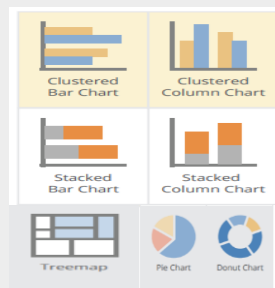 Clustered
Bar Chart
Clustered
Column Chart
Stacked
Bar Chart
Stacked
Column Chart
Treemap
Pie Chart
Donut Chart